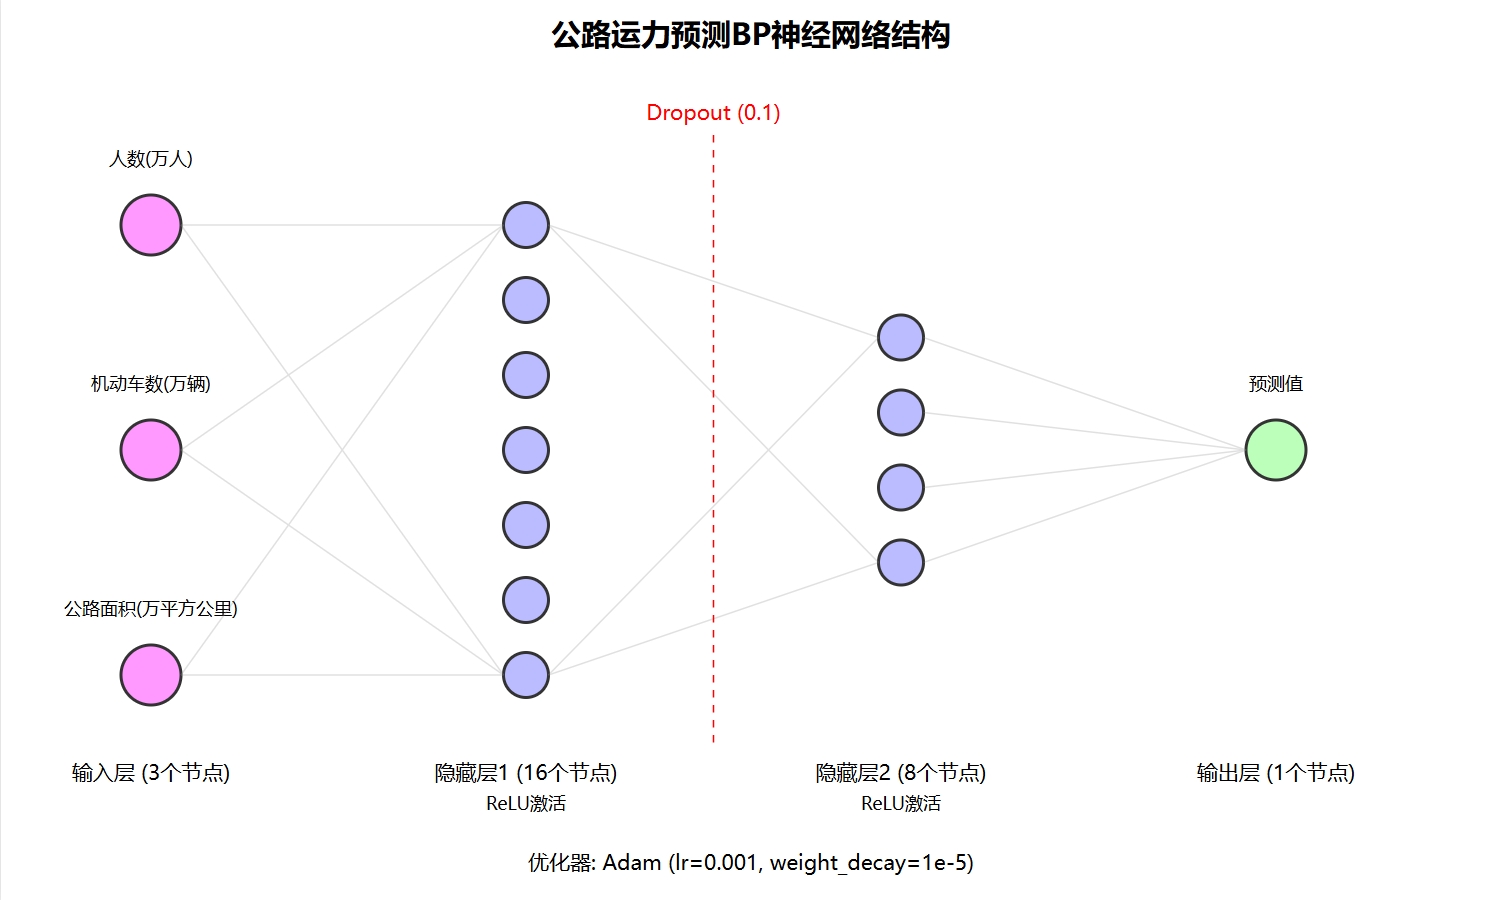 公路运力预测BP神经网络结构
Dropout (0.1)
人数(万人)
机动车数(万辆)
预测值
公路面积(万平方公里)
输入层 (3个节点)
隐藏层1 (16个节点)
隐藏层2 (8个节点)
输出层 (1个节点)
ReLU激活
ReLU激活
优化器: Adam (lr=0.001, weight_decay=1e-5)